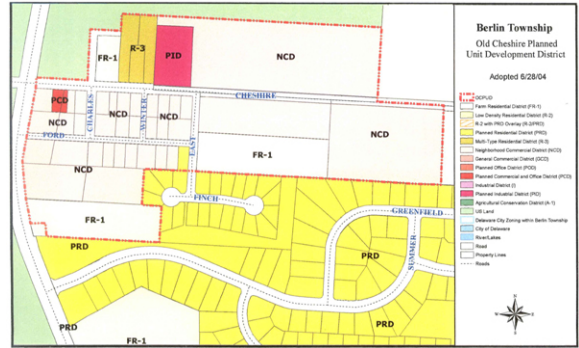 Berlin Township
Old Cheshire Planned
Unit Development District
Adopted 6/28/04
OCPUD
Farm Residential District (FR-1)
Low Density Residential District (R-2)
R-2 with PRD Overlay (R-2/PRD)
Planned Residential District (PRD)
Multi-Type Residential District (R-3)
Neighborhood Commercial District (NCD)
General Commercial District (GCD)
Planned Office District (POD)
Planned Commercial and Office District (PCD)
Industrial District (I)
Planned Industrial District (PID)
Agricultural Conservation District (A-1)
US Land
Delaware City Zoning within Berlin Township
City of Delaware
River/Lakes
Road
Property Lines
Roads
FR-1
R-3
PID
NCD
CHESHIRE
PCD
NCD
CHARLES
NCD
WINTER
NCD
EAST
NCD
FORD
NCD
FR-1
FINCH
FR-1
GREENFIELD
SUMMER
PRD
PRD
PRD
PRD
FR-1